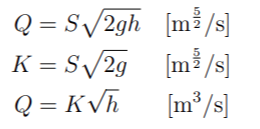 Q = S√2gh [m^{5/2}/s]
K = S√2g [m^{5/2}/s]
Q = K√h [m³/s]